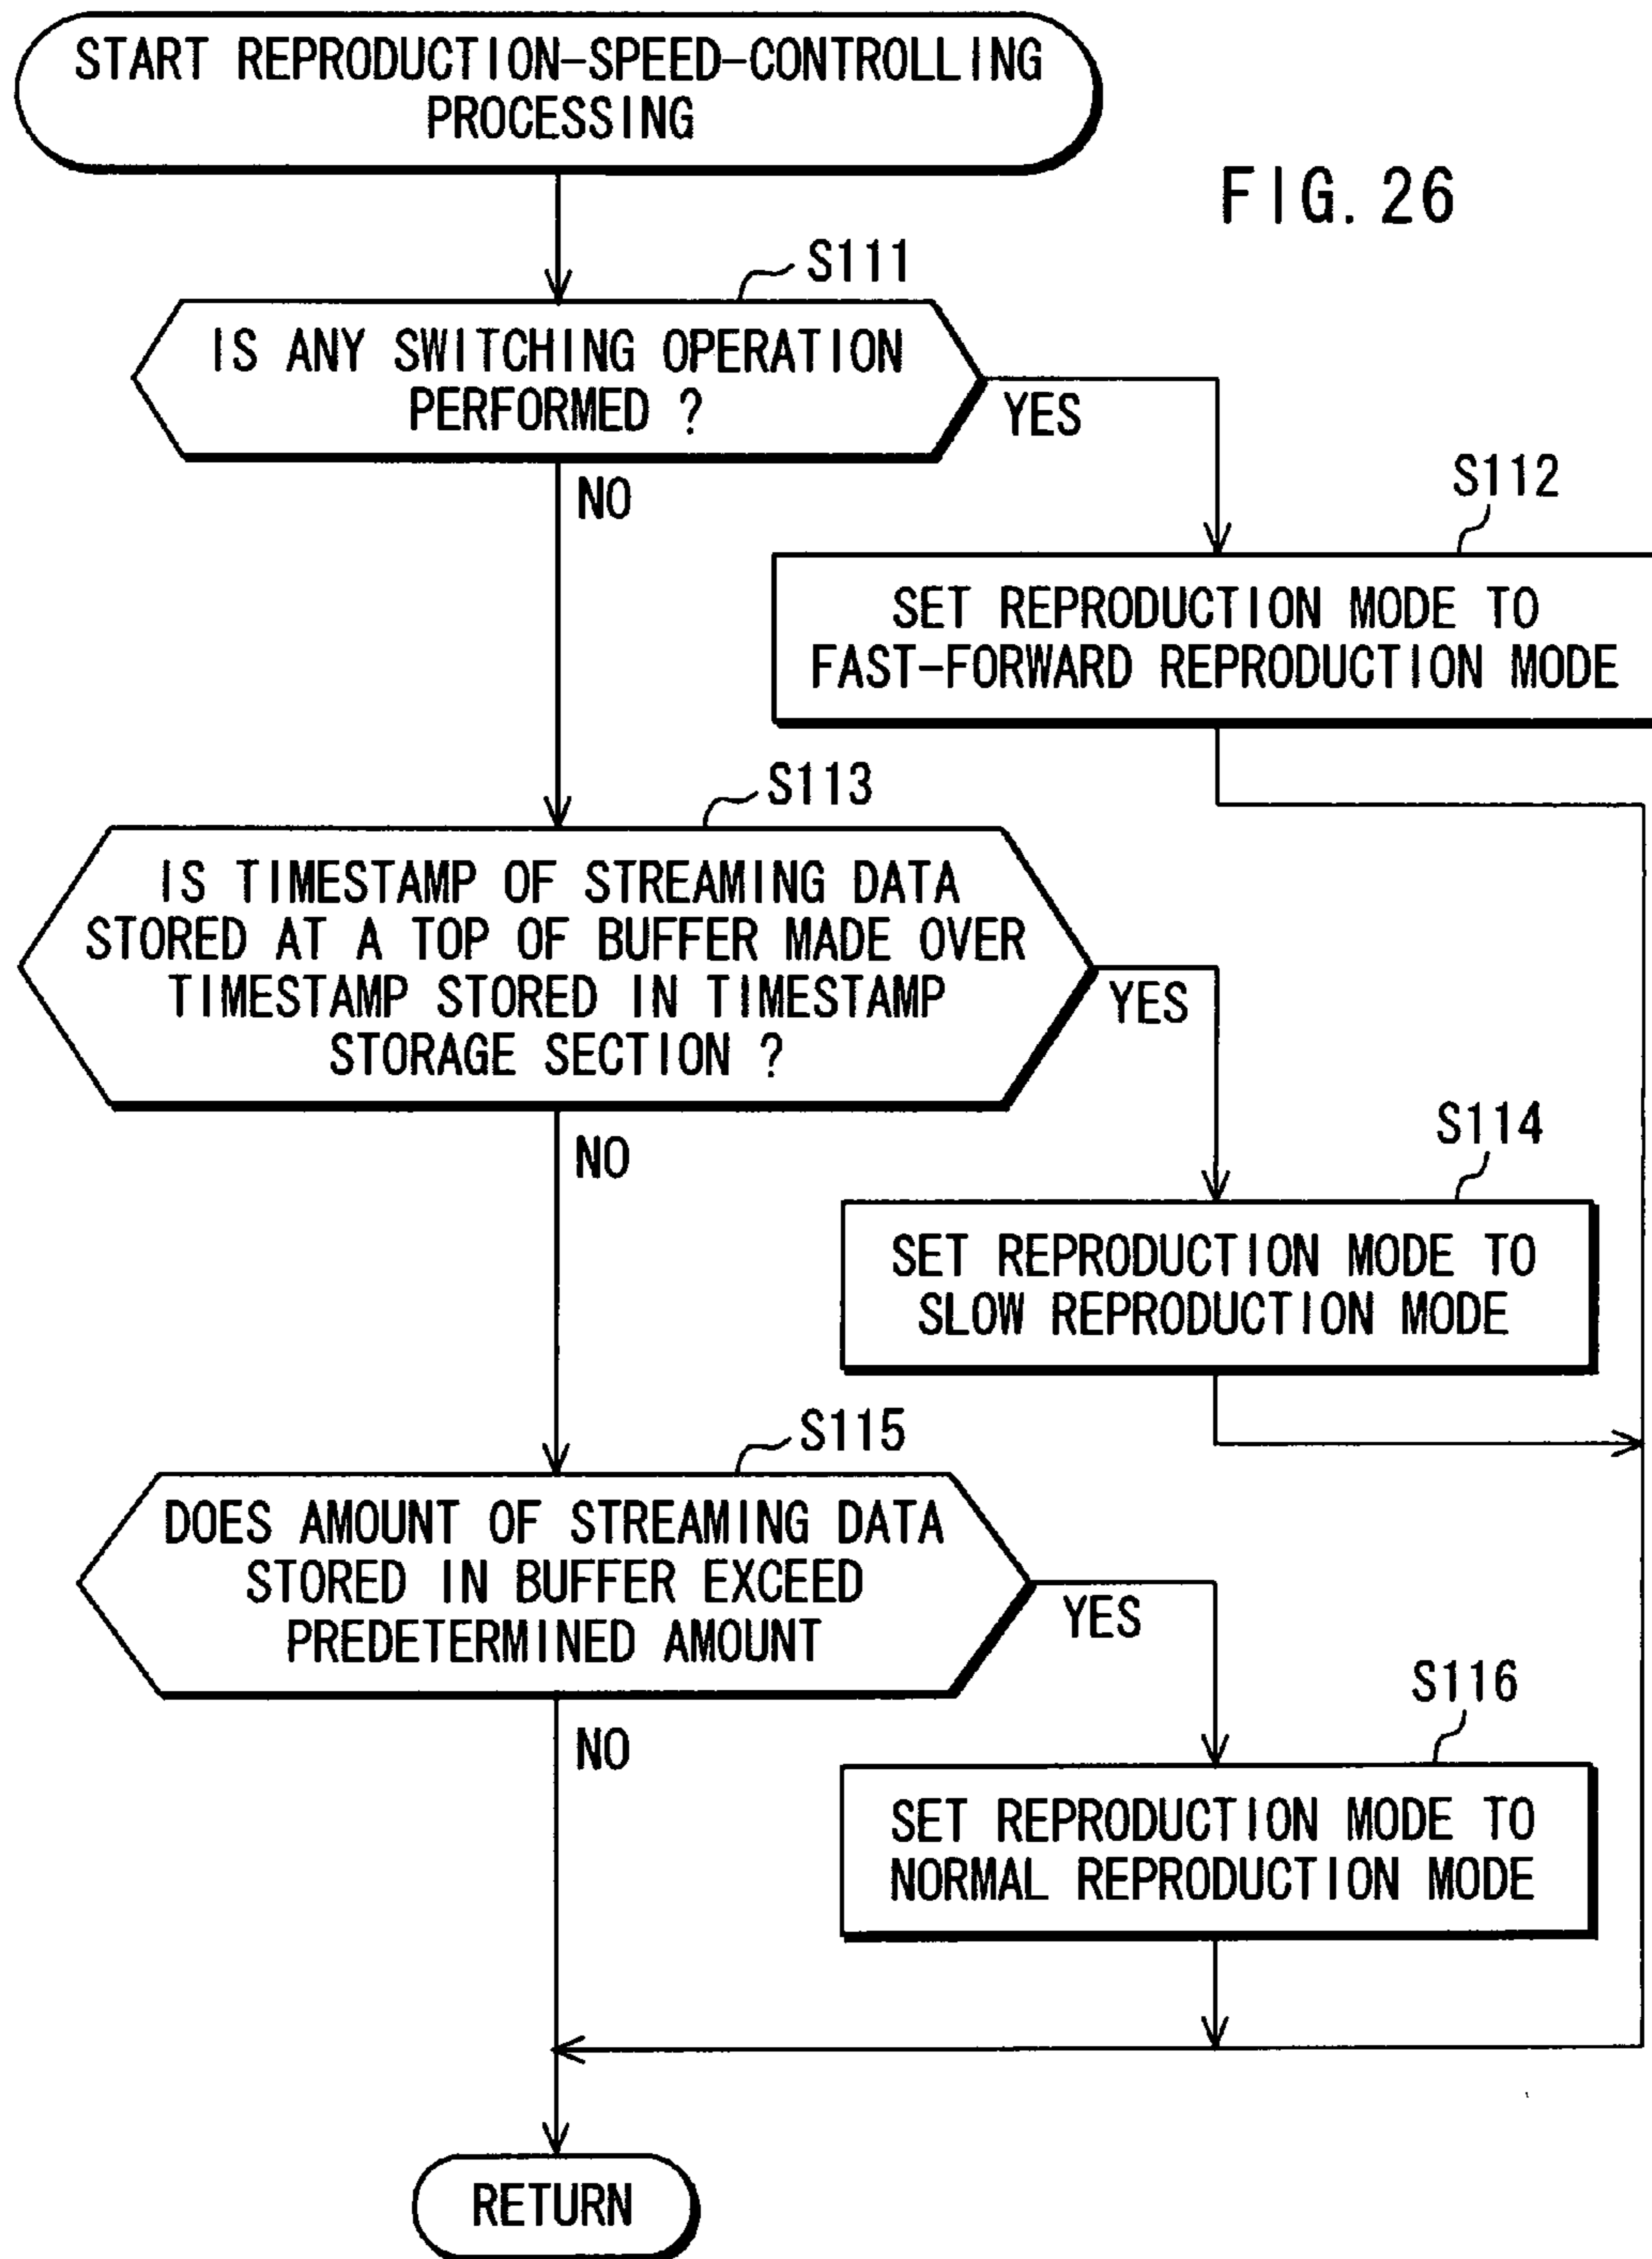 START REPRODUCTION-SPEED-CONTROLLING
PROCESSING
FIG. 26
S111
IS ANY SWITCHING OPERATION
PERFORMED ?
YES
NO
S112
SET REPRODUCTION MODE TO
FAST-FORWARD REPRODUCTION MODE
S113
IS TIMESTAMP OF STREAMING DATA
STORED AT A TOP OF BUFFER MADE OVER
TIMESTAMP STORED IN TIMESTAMP
STORAGE SECTION ?
YES
NO
S114
SET REPRODUCTION MODE TO
SLOW REPRODUCTION MODE
S115
DOES AMOUNT OF STREAMING DATA
STORED IN BUFFER EXCEED
PREDETERMINED AMOUNT
YES
NO
S116
SET REPRODUCTION MODE TO
NORMAL REPRODUCTION MODE
RETURN